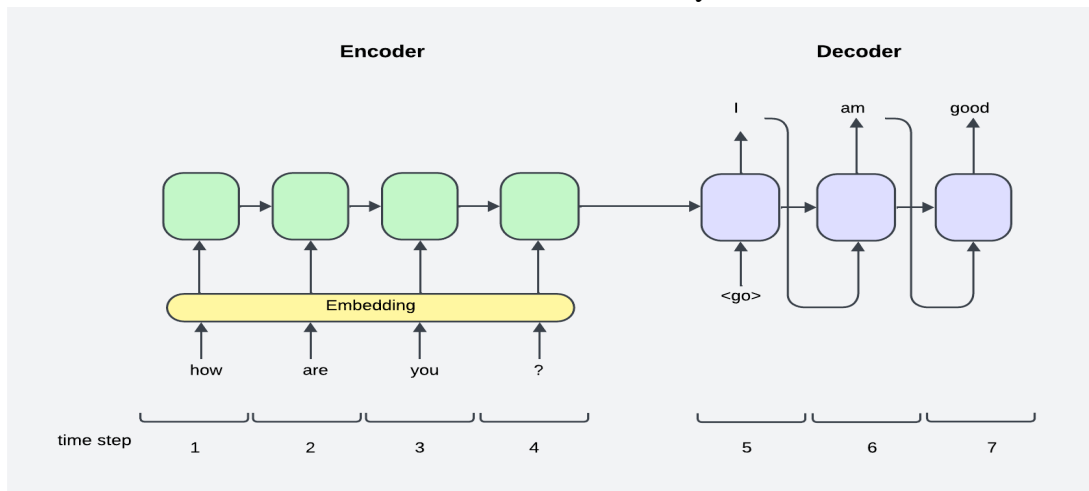 Encoder Decoder
I am good
<go>
Embedding
how are you ?
time step 1 2 3 4 5 6 7